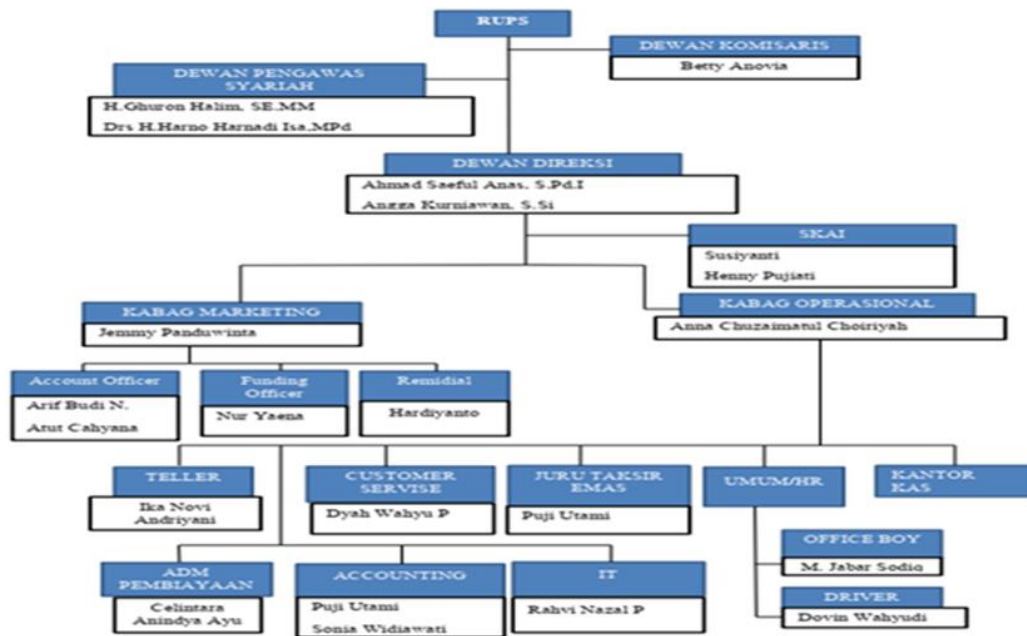 RUPS
DEWAN KOMISARIS
Betty Anovia
DEWAN PENGAWAS
SYARIAH
H.Ghuron Halim, SE.MM
Drs H.Harno Harnadi Isa.MPd
DEWAN DIREKSI
Ahmad Saeful Anas, S.Pd.I
Angga Kurniawan, S.Si
SKAI
Susiyanti
Henny Pujiati
KABAG MARKETING
Jemmy Panduwinta
KABAG OPERASIONAL
Anna Chuzaimatul Choiriyah
Account Officer
Arif Budi N.
Atut Cahyana
Funding
Officer
Nur Yaena
Remidial
Hardiyanto
TELLER
Ika Novi
Andriyani
CUSTOMER
SERVISE
Dyah Wahyu P
JURU TAKSIR
EMAS
Puji Utami
UMUM/HR
KANTOR
KAS
OFFICE BOY
M. Jabar Sodiq
DRIVER
Dovin Wahyudi
ADM
PEMBIAYAAN
Celintara
Anindya Ayu
ACCOUNTING
Puji Utami
Sonia Widiawati
IT
Rahvi Nazal P